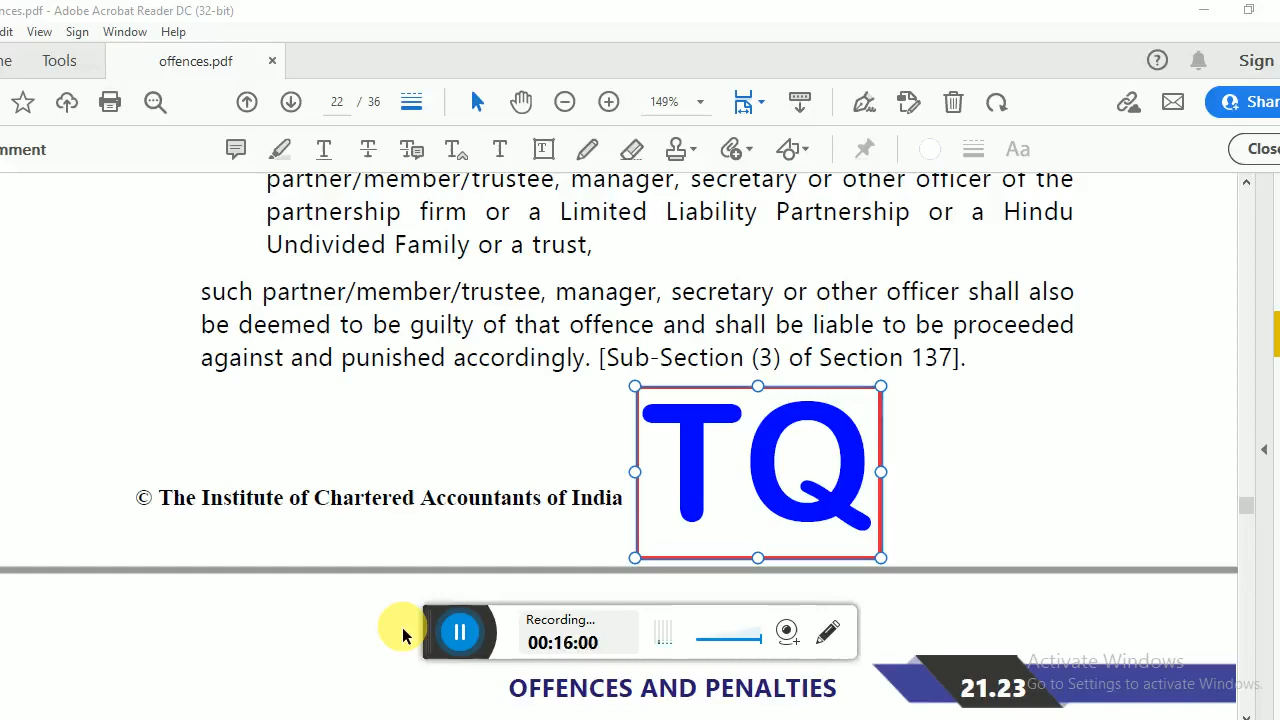 nces.pdf - Adobe Acrobat Reader DC (32-bit)
dit View Sign Window Help
ne Tools offences.pdf × Sign
22 / 36 149% Shar
mment Aa Close
partner/member/trustee, manager, secretary or other officer of the
partnership firm or a Limited Liability Partnership or a Hindu
Undivided Family or a trust,
such partner/member/trustee, manager, secretary or other officer shall also
be deemed to be guilty of that offence and shall be liable to be proceeded
against and punished accordingly. [Sub-Section (3) of Section 137].
TQ
© The Institute of Chartered Accountants of India
Recording...
00:16:00
Activate Windows
Go to Settings to activate Windows.
OFFENCES AND PENALTIES 21.23